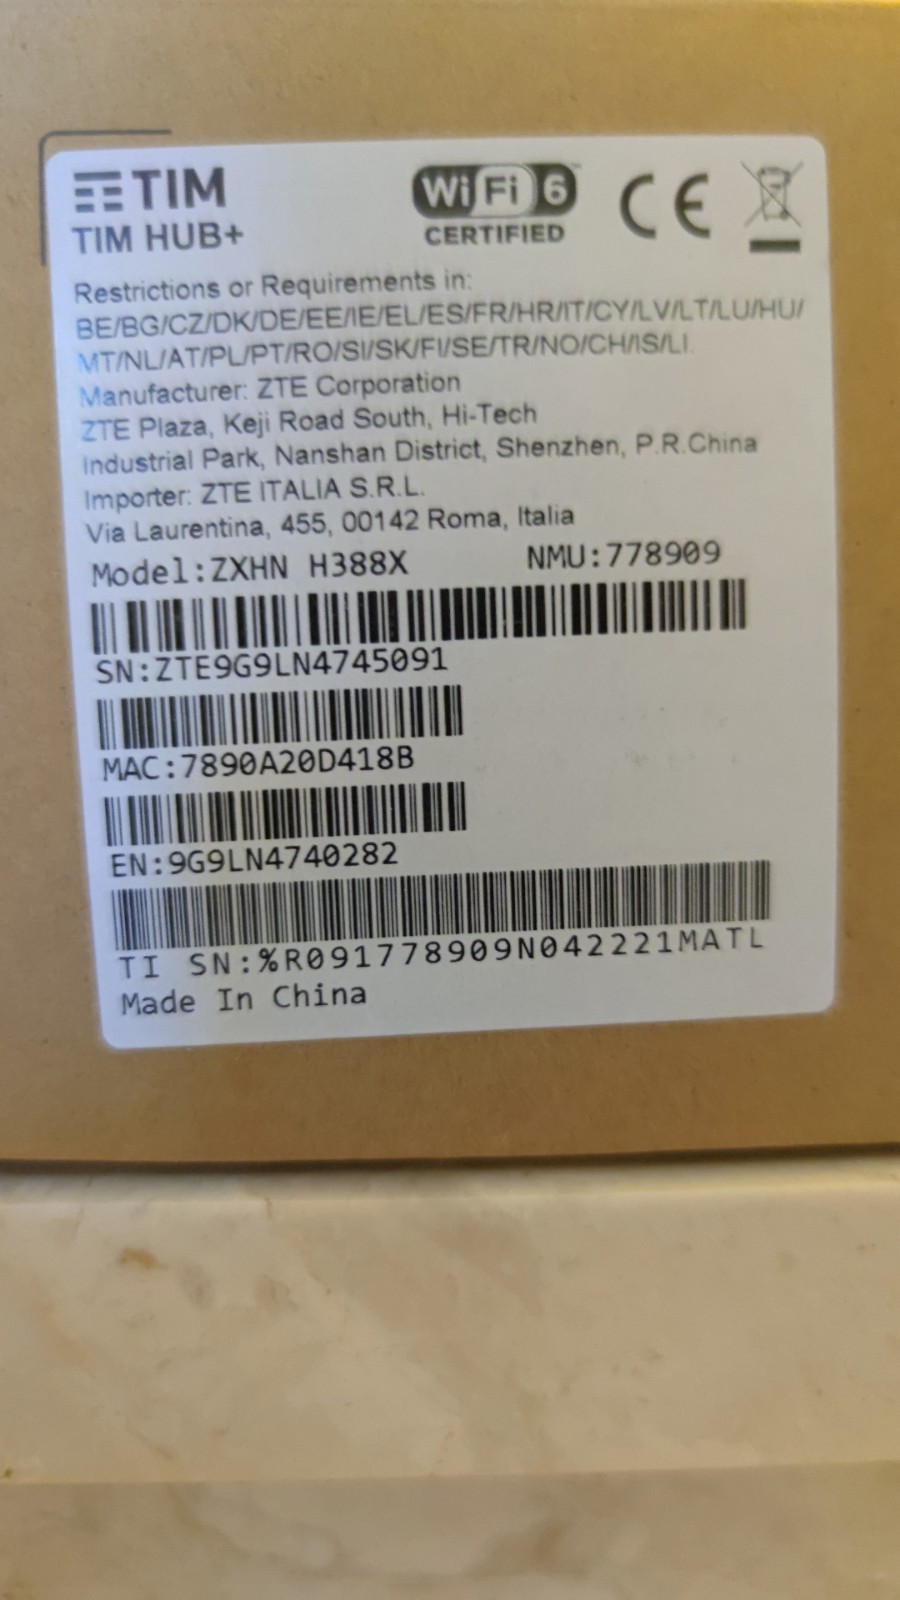 TIM
TIM HUB+
WiFi 6 ™
CERTIFIED
CE
Restrictions or Requirements in:
BE/BG/CZ/DK/DE/EE/IE/EL/ES/FR/HR/IT/CY/LV/LT/LU/HU/
MT/NL/AT/PL/PT/RO/SI/SK/FI/SE/TR/NO/CH/IS/LI.
Manufacturer: ZTE Corporation
ZTE Plaza, Keji Road South, Hi-Tech
Industrial Park, Nanshan District, Shenzhen, P.R.China
Importer: ZTE ITALIA S.R.L.
Via Laurentina, 455, 00142 Roma, Italia
Model:ZXHN H388X NMU:778909
SN:ZTE9G9LN4745091
MAC:7890A20D418B
EN:9G9LN4740282
TI SN:%R091778909N042221MATL
Made In China